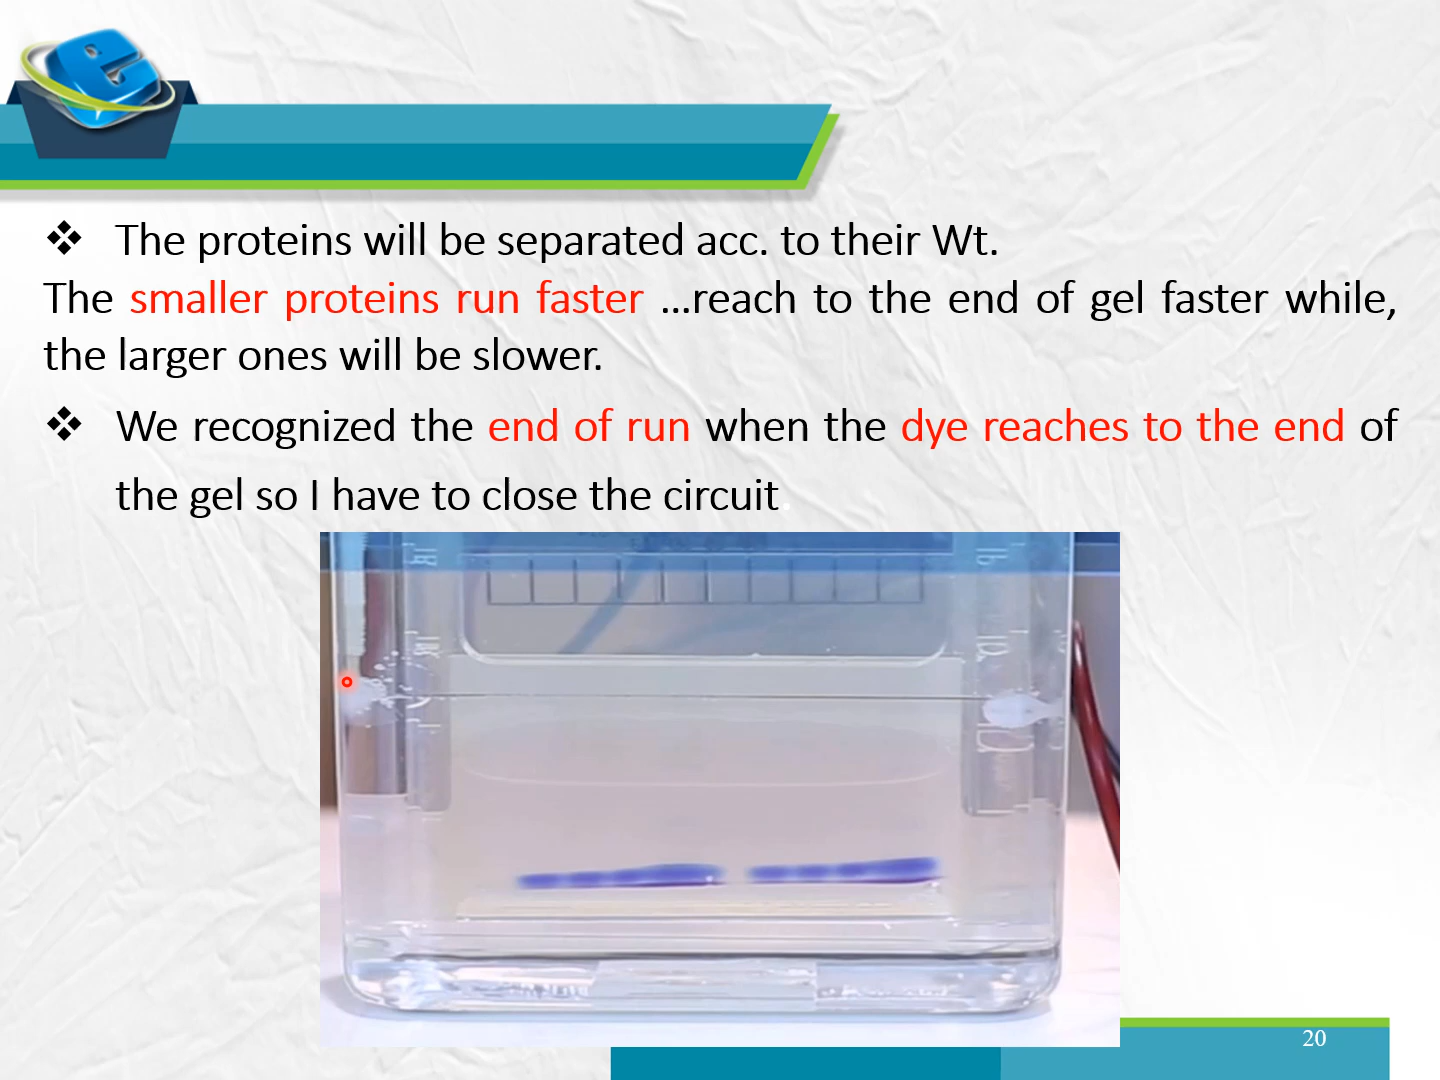 ❖ The proteins will be separated acc. to their Wt.
The smaller proteins run faster ...reach to the end of gel faster while,
the larger ones will be slower.
❖ We recognized the end of run when the dye reaches to the end of
the gel so I have to close the circuit.
20